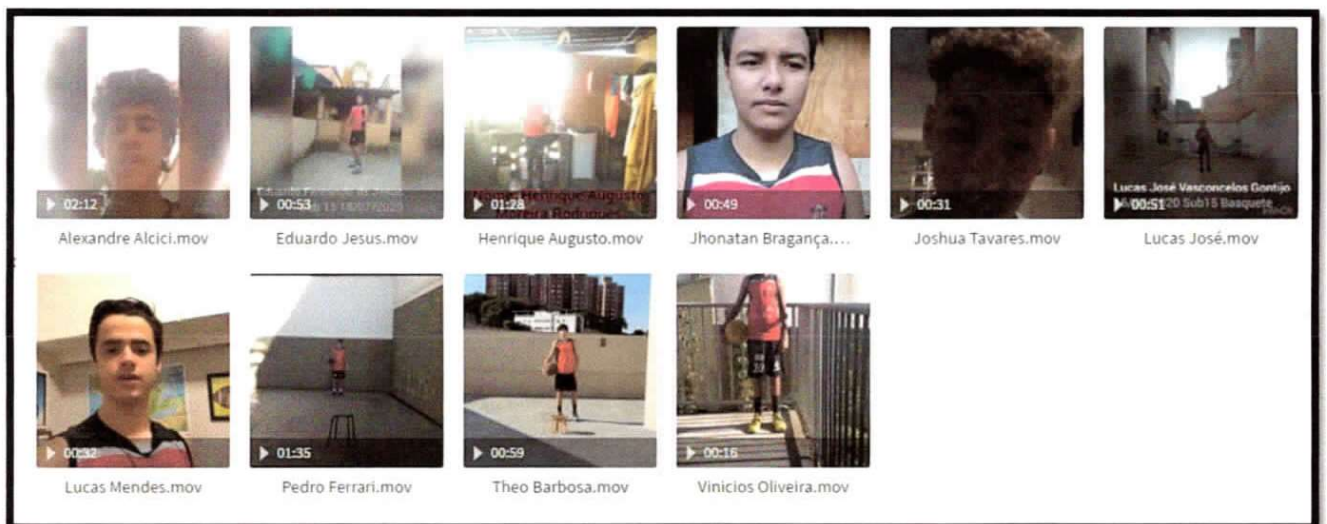 02:12
00:53
01:28
00:49
00:31
00:51
Lucas José Vasconcelos Gontijo
2020 Sub15 Basquete
Nome: Henrique Augusto
Moreira Rodrigues
Alexandre Alcici.mov
Eduardo Jesus.mov
Henrique Augusto.mov
Jhonatan Bragança....
Joshua Tavares.mov
Lucas José.mov
00:32
01:35
00:59
00:16
Lucas Mendes.mov
Pedro Ferrari.mov
Theo Barbosa.mov
Vinicios Oliveira.mov